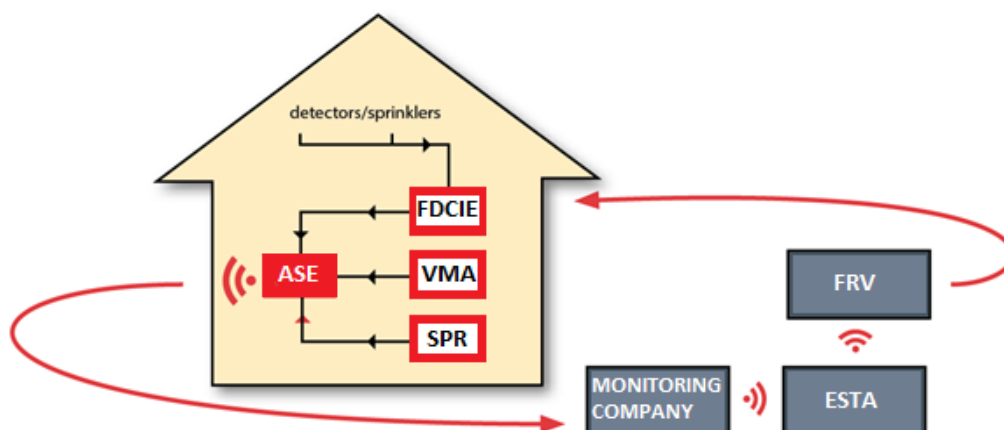 detectors/sprinklers
FDCIE
ASE
VMA
SPR
FRV
MONITORING
COMPANY
ESTA